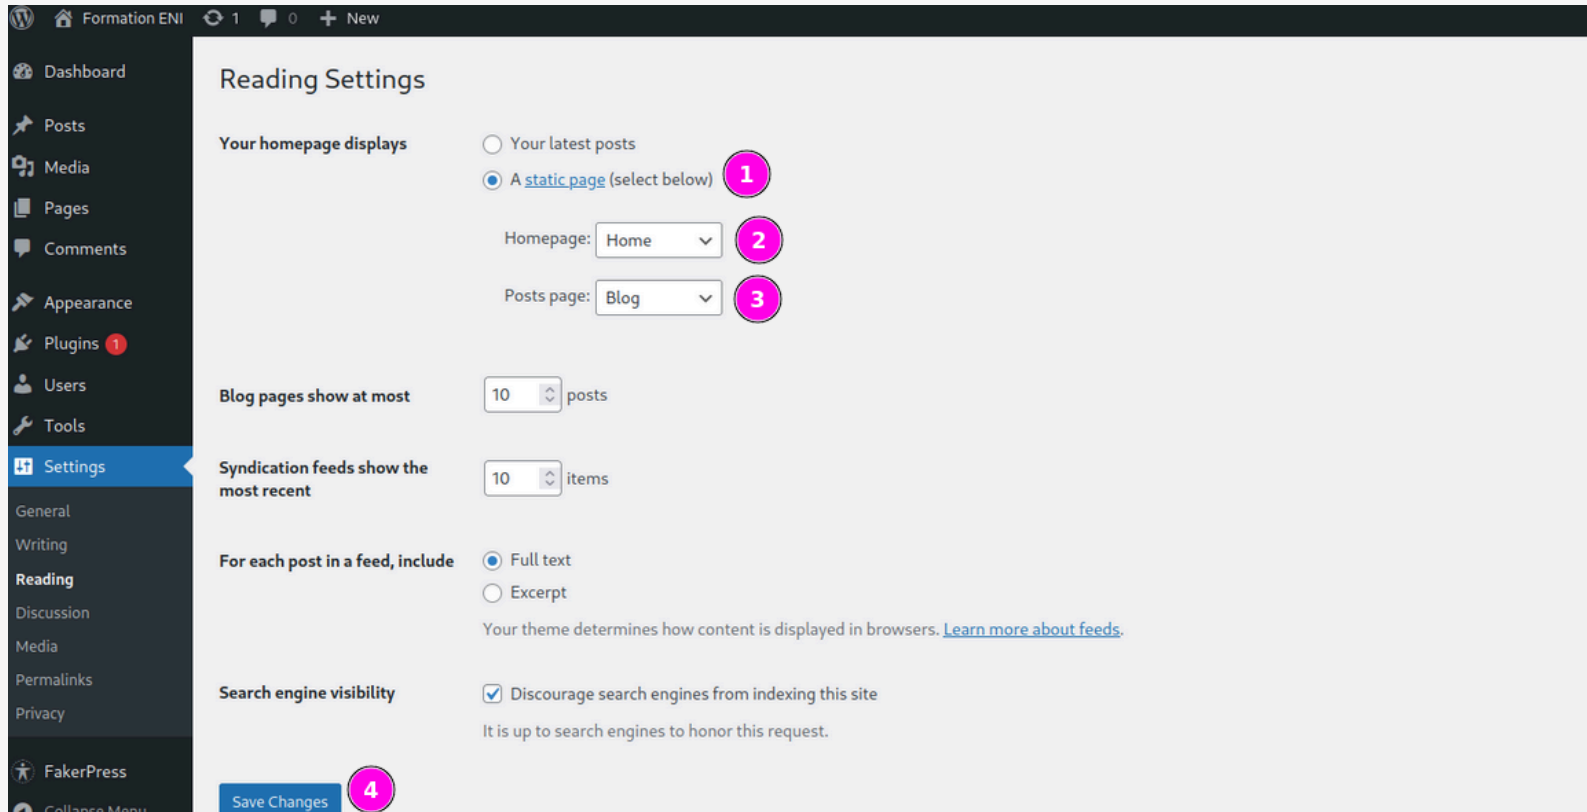 Formation ENI 1 0 New
Dashboard
Posts
Media
Pages
Comments
Appearance
Plugins 1
Users
Tools
Settings
General
Writing
Reading
Discussion
Media
Permalinks
Privacy
FakerPress
Collapse Menu
Reading Settings
Your homepage displays
Your latest posts
A static page (select below) 1
Homepage: Home 2
Posts page: Blog 3
Blog pages show at most 10 posts
Syndication feeds show the
most recent
10 items
For each post in a feed, include
Full text
Excerpt
Your theme determines how content is displayed in browsers. Learn more about feeds.
Search engine visibility
Discourage search engines from indexing this site
It is up to search engines to honor this request.
Save Changes 4